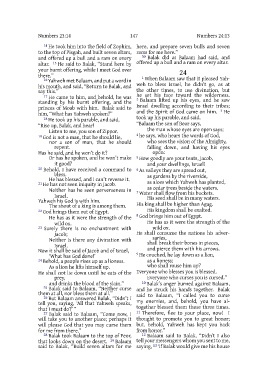 Numbers 23:14
147
Numbers 24:13
14 He took him into the field of Zophim,
to the top of Pisgah, and built seven altars,
and offered up a bull and a ram on every
altar. 15 He said to Balak, "Stand here by
your burnt offering, while I meet God over
there."
16 Yahweh met Balaam, and put a word in
his mouth, and said, "Return to Balak, and
say this."
17 He came to him, and behold, he was
standing by his burnt offering, and the
princes of Moab with him. Balak said to
him, "What has Yahweh spoken?"
18 He took up his parable, and said,
"Rise up, Balak, and hear!
Listen to me, you son of Zippor.
19 God is not a man, that he should lie,
nor a son of man, that he should
repent.
Has he said, and he won't do it?
Or has he spoken, and he won't make
it good?
20 Behold, I have received a command to
bless.
He has blessed, and I can't reverse it.
21 He has not seen iniquity in Jacob.
Neither has he seen perverseness in
Israel.
Yahweh his God is with him.
The shout of a king is among them.
22 God brings them out of Egypt.
He has as it were the strength of the
wild ox.
23 Surely there is no enchantment with
Jacob;
Neither is there any divination with
Israel.
Now it shall be said of Jacob and of Israel,
'What has God done!'
24 Behold, a people rises up as a lioness.
As a lion he lifts himself up.
He shall not lie down until he eats of the
prey,
and drinks the blood of the slain."
25 Balak said to Balaam, "Neither curse
them at all, nor bless them at all."
26 But Balaam answered Balak, "Didn't I
tell you, saying, 'All that Yahweh speaks,
that I must do?'"
27 Balak said to Balaam, "Come now, I
will take you to another place; perhaps it
will please God that you may curse them
for me from there."
28 Balak took Balaam to the top of Peor,
that looks down on the desert. 29 Balaam
said to Balak, "Build seven altars for me
here, and prepare seven bulls and seven
rams for me here."
30 Balak did as Balaam had said, and
offered up a bull and a ram on every altar.
24
1 When Balaam saw that it pleased Yah-
weh to bless Israel, he didn't go, as at
the other times, to use divination, but
he set his face toward the wilderness.
2 Balaam lifted up his eyes, and he saw
Israel dwelling according to their tribes;
and the Spirit of God came on him. 3 He
took up his parable, and said,
"Balaam the son of Beor says,
the man whose eyes are open says;
4 he says, who hears the words of God,
who sees the vision of the Almighty,
falling down, and having his eyes
open:
5 How goodly are your tents, Jacob,
and your dwellings, Israel!
6 As valleys they are spread out,
as gardens by the riverside,
as aloes which Yahweh has planted,
as cedar trees beside the waters.
7 Water shall flow from his buckets.
His seed shall be in many waters.
His king shall be higher than Agag.
His kingdom shall be exalted.
8 God brings him out of Egypt.
He has as it were the strength of the
wild ox.
He shall consume the nations his adver-
saries,
shall break their bones in pieces,
and pierce them with his arrows.
9 He couched, he lay down as a lion,
as a lioness;
who shall rouse him up?
Everyone who blesses you is blessed.
Everyone who curses you is cursed."
10 Balak's anger burned against Balaam,
and he struck his hands together. Balak
said to Balaam, "I called you to curse
my enemies, and, behold, you have al-
together blessed them these three times.
11 Therefore, flee to your place, now! I
thought to promote you to great honor;
but, behold, Yahweh has kept you back
from honor."
12 Balaam said to Balak, "Didn't I also
tell your messengers whom you sent to me,
saying, 13 'If Balak would give me his house